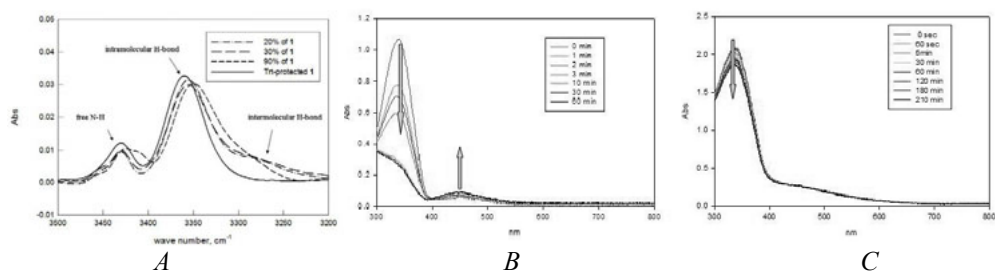 0.05
0.04
0.03
0.02
0.01
0.00
-0.01
Abs
intramolecular H-bond
free N-H
intermolecular H-bond
20% of 1
30% of 1
90% of 1
Tri-protected 1
3500 3450 3400 3350 3300 3250 3200
wave number, cm⁻¹
A
1.2
1.0
0.8
0.6
0.4
0.2
0.0
Abs
0 min
1 min
2 min
3 min
10 min
30 min
60 min
300 400 500 600 700 800
nm
B
2.5
2.0
1.5
1.0
0.5
0.0
Abs
0 sec
60 sec
6min
30 min
60 min
120 min
180 min
210 min
300 400 500 600 700 800
nm
C